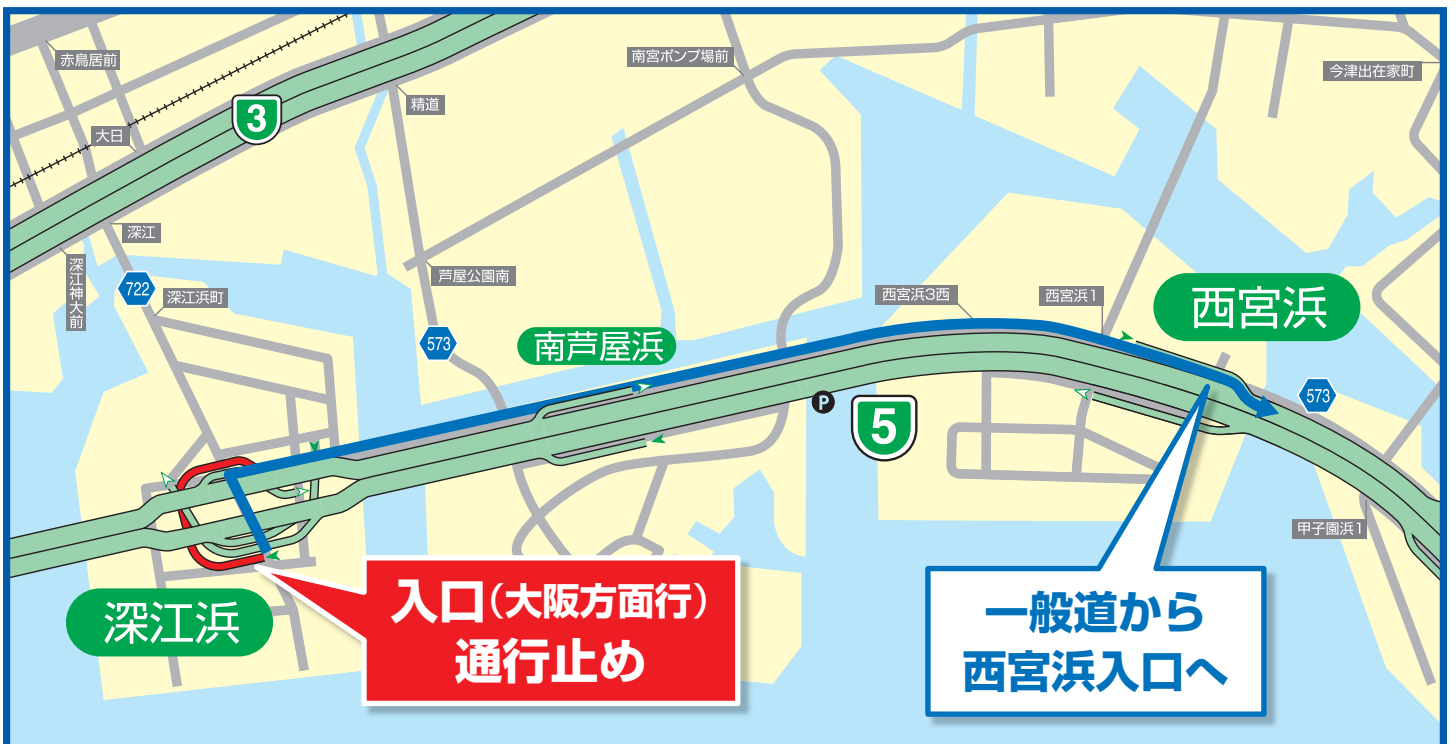 赤鳥居前
南宮ポンプ場前
今津出在家町
3
精道
大日
深江
深江神大前
722
深江浜町
芦屋公園南
573
南芦屋浜
西宮浜3西
西宮浜1
西宮浜
573
P
5
甲子園浜1
深江浜
入口(大阪方面行)
通行止め
一般道から
西宮浜入口へ